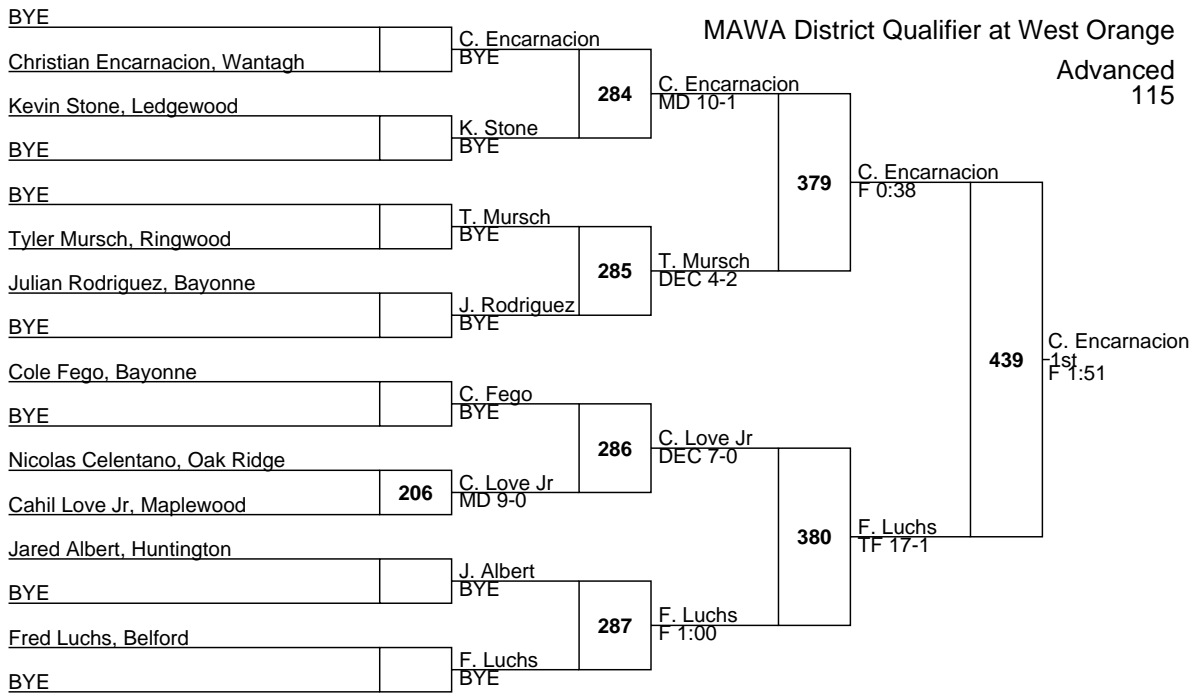 MAWA District Qualifier at West Orange
Advanced
115
BYE
Christian Encarnacion, Wantagh
Kevin Stone, Ledgewood
BYE
BYE
Tyler Mursch, Ringwood
Julian Rodriguez, Bayonne
BYE
Cole Fego, Bayonne
BYE
Nicolas Celentano, Oak Ridge
Cahil Love Jr, Maplewood
Jared Albert, Huntington
BYE
Fred Luchs, Belford
BYE
206
C. Encarnacion
BYE
K. Stone
BYE
T. Mursch
BYE
J. Rodriguez
BYE
C. Fego
BYE
C. Love Jr
MD 9-0
J. Albert
BYE
F. Luchs
BYE
284
285
286
287
C. Encarnacion
MD 10-1
T. Mursch
DEC 4-2
C. Love Jr
DEC 7-0
F. Luchs
F 1:00
379
380
C. Encarnacion
F 0:38
F. Luchs
TF 17-1
439
C. Encarnacion
1st
F 1:51